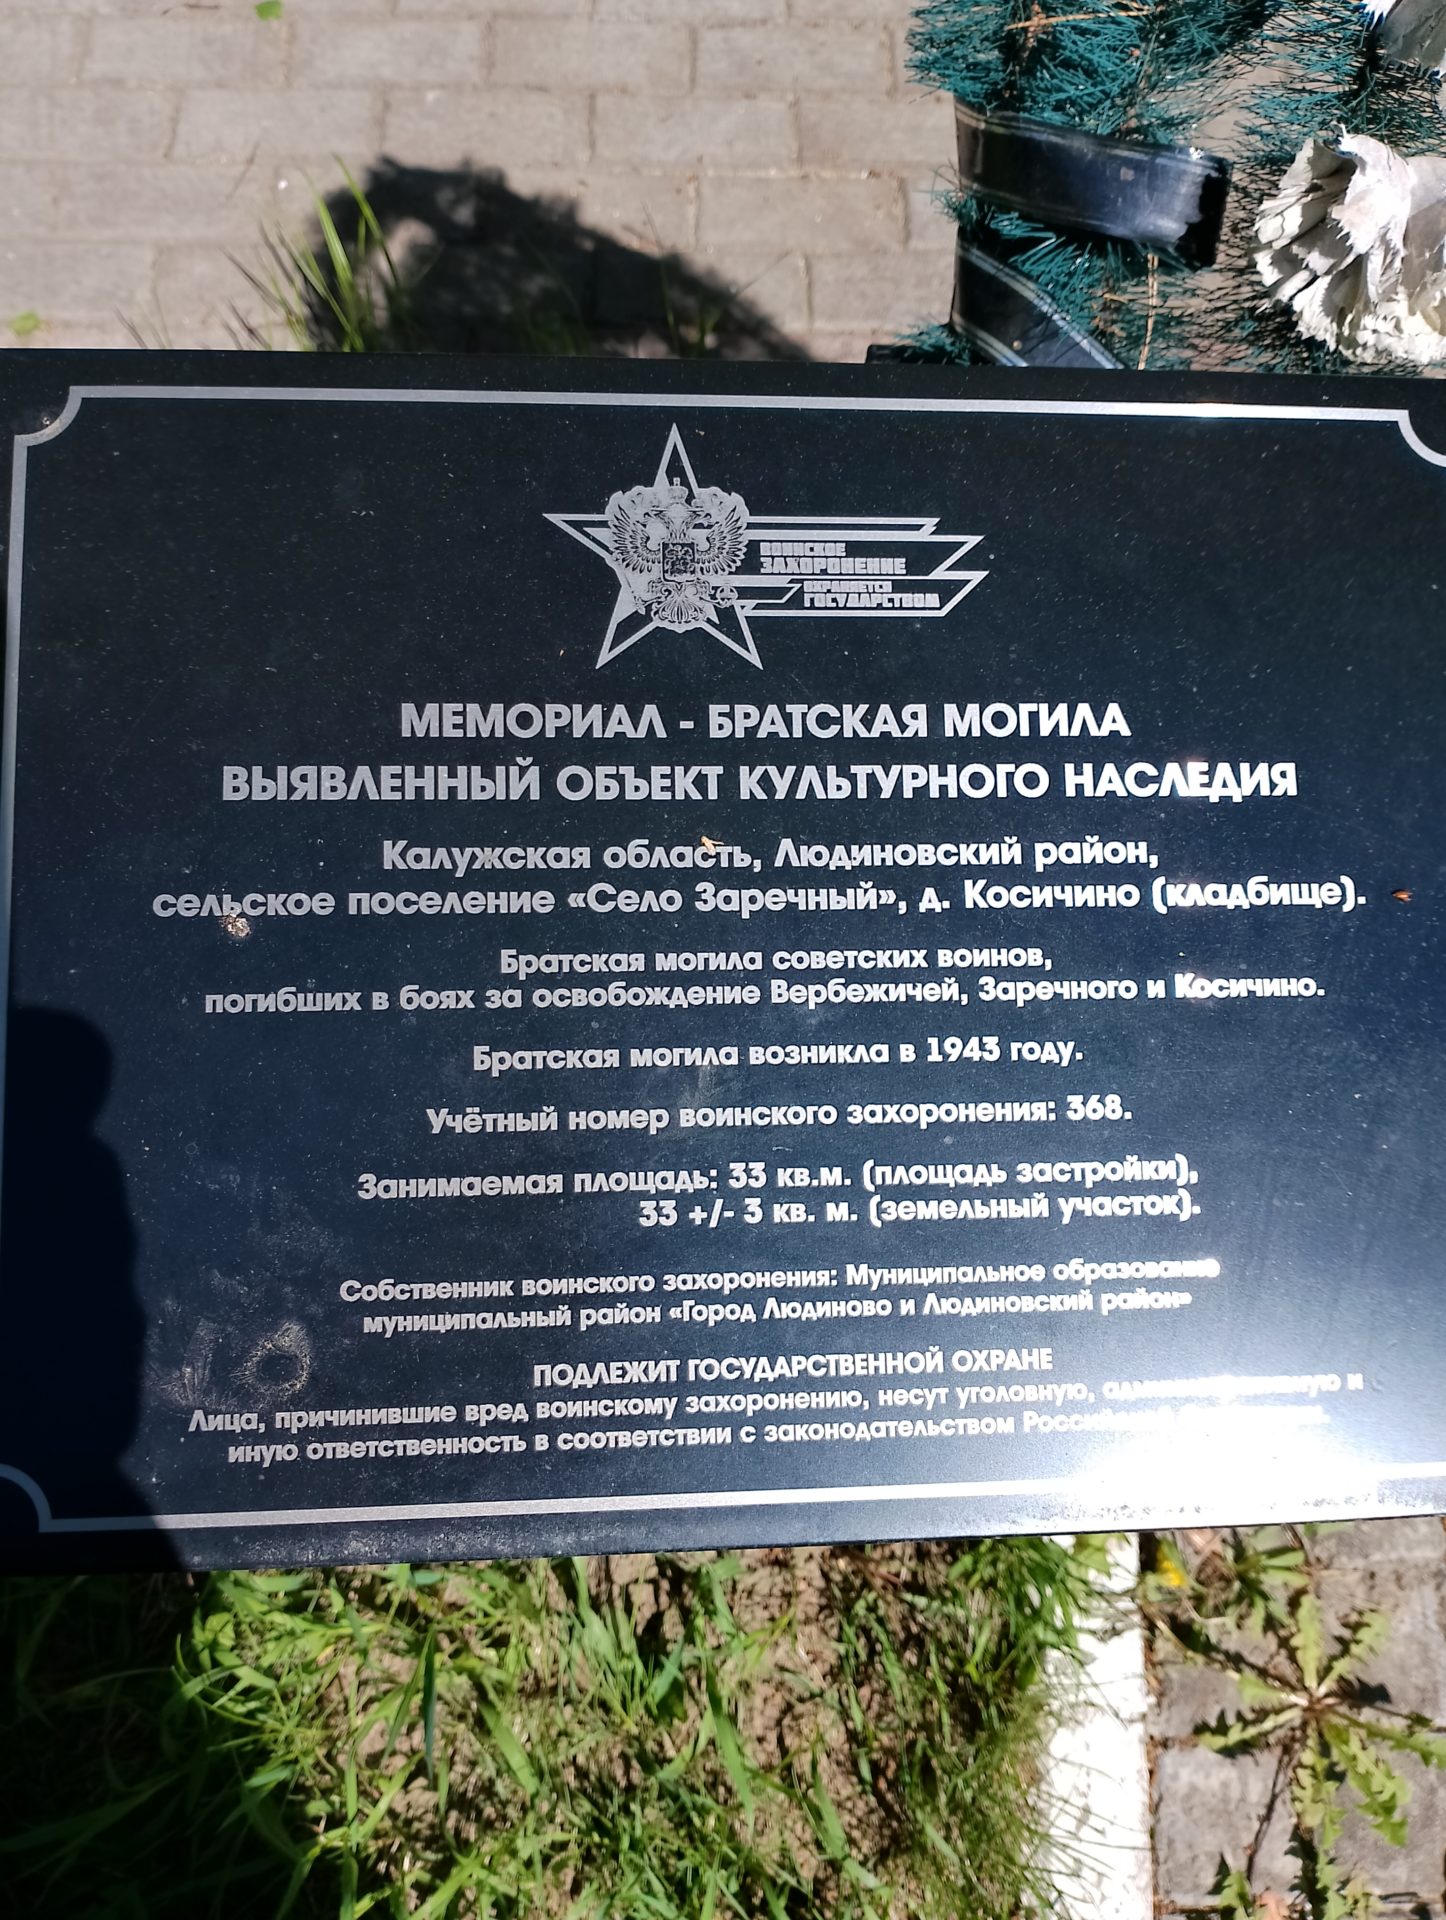 ВОИНСКОЕ
ЗАХОРОНЕНИЕ
ОХРАНЯЕТСЯ
ГОСУДАРСТВОМ
МЕМОРИАЛ - БРАТСКАЯ МОГИЛА
ВЫЯВЛЕННЫЙ ОБЪЕКТ КУЛЬТУРНОГО НАСЛЕДИЯ
Калужская область, Людиновский район,
сельское поселение «Село Заречный», д. Косичино (кладбище).
Братская могила советских воинов,
погибших в боях за освобождение Вербежичей, Заречного и Косичино.
Братская могила возникла в 1943 году.
Учётный номер воинского захоронения: 368.
Занимаемая площадь: 33 кв.м. (площадь застройки),
33 +/- 3 кв. м. (земельный участок).
Собственник воинского захоронения: Муниципальное образование
муниципальный район «Город Людиново и Людиновский район»
ПОДЛЕЖИТ ГОСУДАРСТВЕННОЙ ОХРАНЕ
Лица, причинившие вред воинскому захоронению, несут уголовную, административную и
иную ответственность в соответствии с законодательством